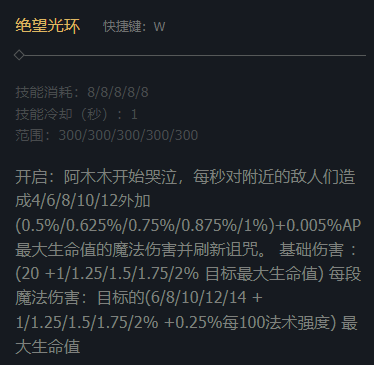 绝望光环 快捷键：W
技能消耗：8/8/8/8/8
技能冷却（秒）：1
范围：300/300/300/300/300
开启：阿木木开始哭泣，每秒对附近的敌人们造
成4/6/8/10/12外加
(0.5%/0.625%/0.75%/0.875%/1%)+0.005%AP
最大生命值的魔法伤害并刷新诅咒。 基础伤害：
(20 +1/1.25/1.5/1.75/2% 目标最大生命值) 每段
魔法伤害：目标的(6/8/10/12/14 +
1/1.25/1.5/1.75/2% +0.25%每100法术强度) 最
大生命值